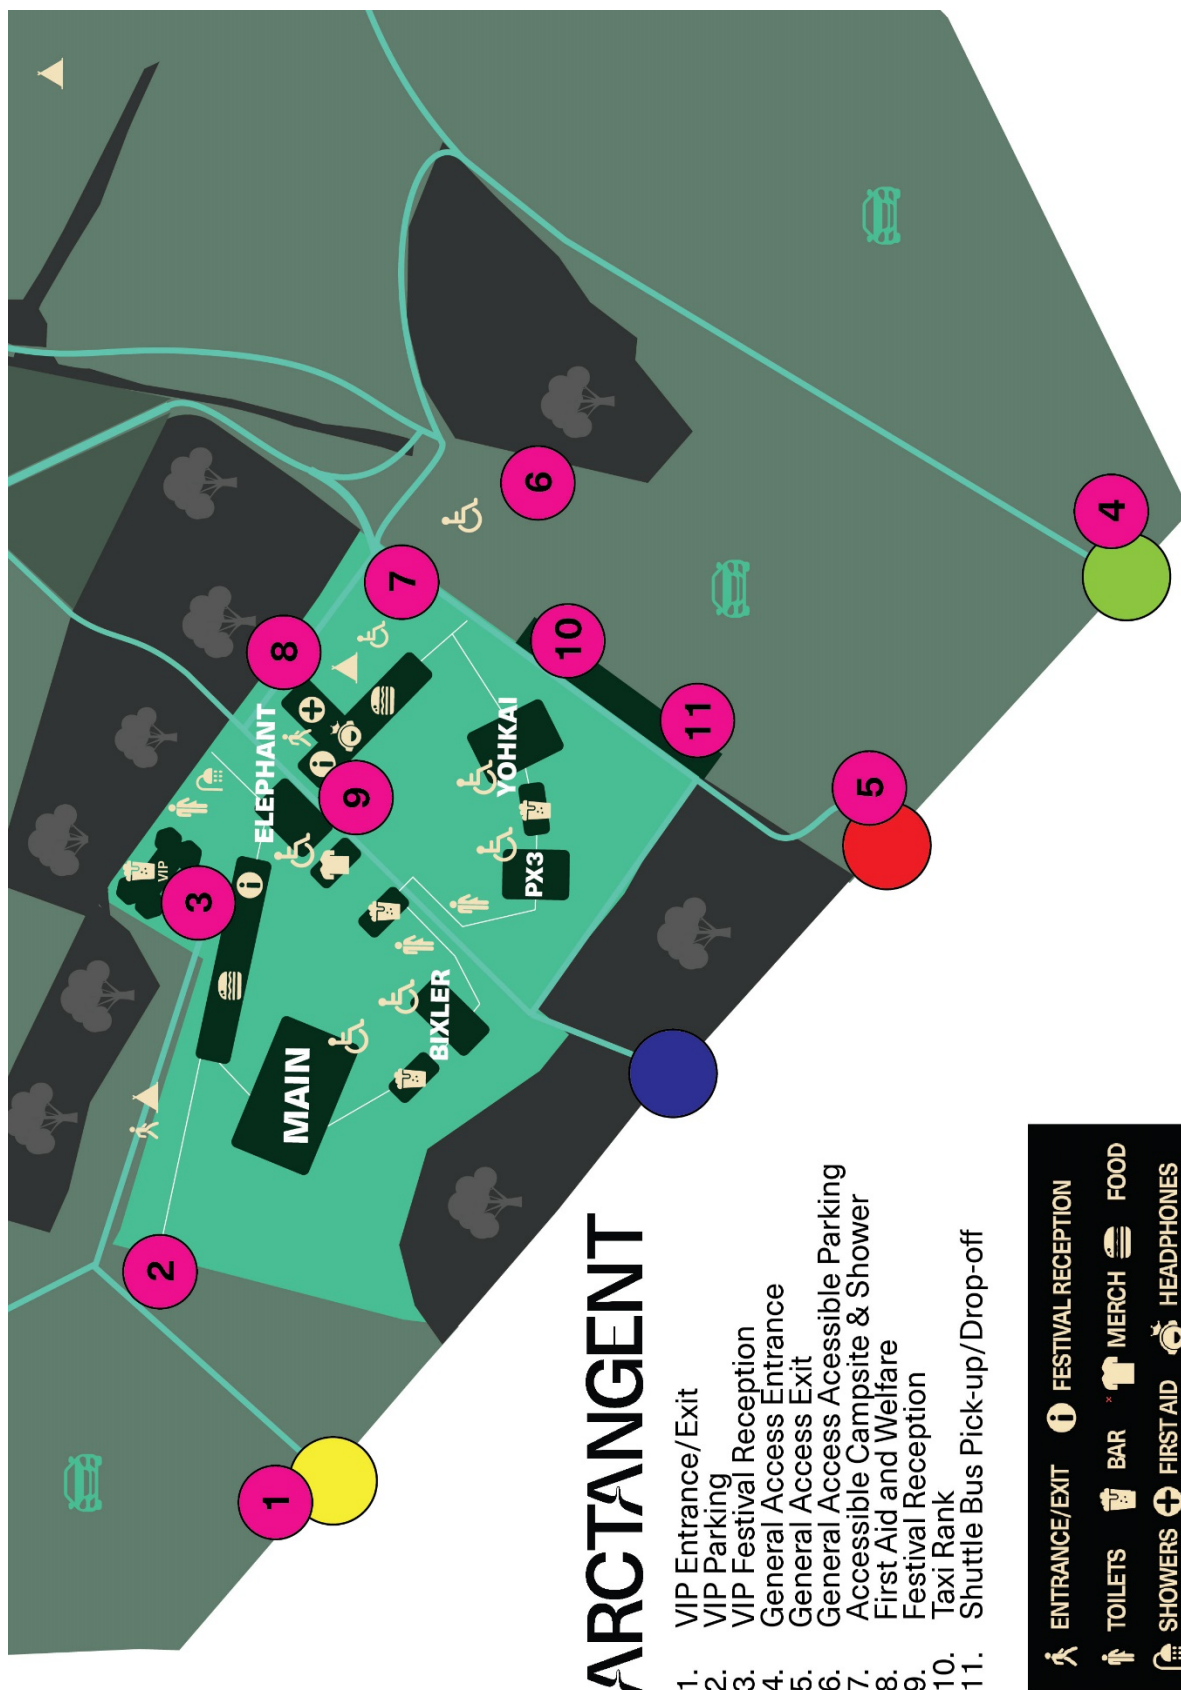 ARCTANGENT
1. VIP Entrance/Exit
2. VIP Parking
3. VIP Festival Reception
4. General Access Entrance
5. General Access Exit
6. General Access Acessible Parking
7. Accessible Campsite & Shower
8. First Aid and Welfare
9. Festival Reception
10. Taxi Rank
11. Shuttle Bus Pick-up/Drop-off
ENTRANCE/EXIT
FESTIVAL RECEPTION
TOILETS
BAR
MERCH
FOOD
SHOWERS
FIRST AID
HEADPHONES
1
2
3
VIP
MAIN
BIXLER
ELEPHANT
PX3
YOHKAI
9
8
7
6
10
11
5
4